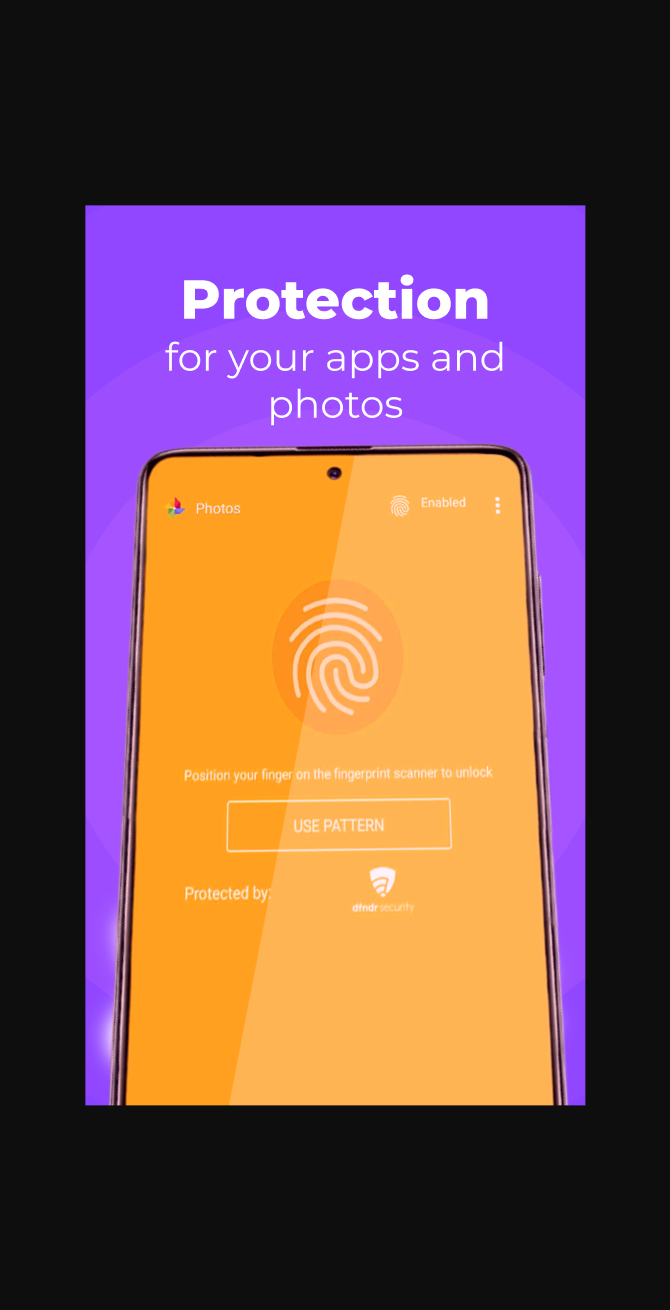 Protection
for your apps and
photos
Photos
Enabled
Position your finger on the fingerprint scanner to unlock
USE PATTERN
Protected by:
dfndr security